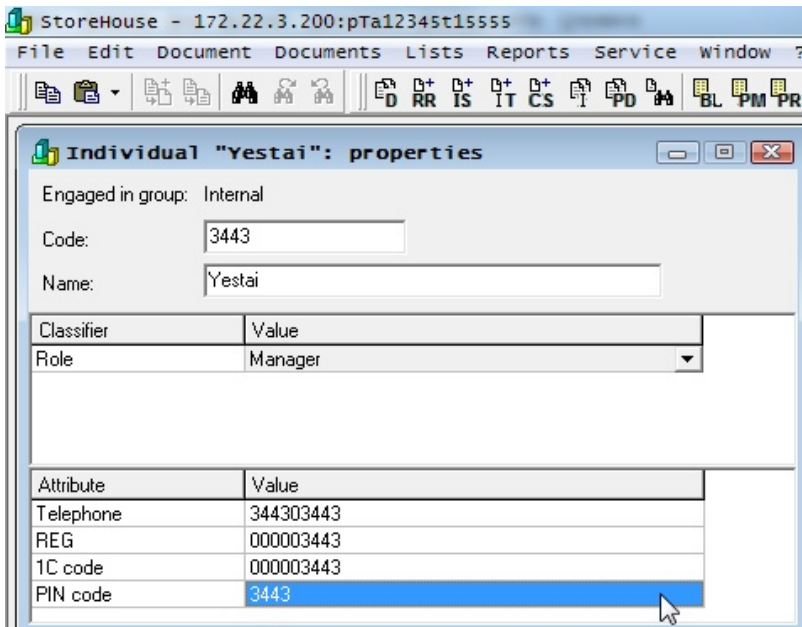 StoreHouse - 172.22.3.200:pTa12345t15555
File Edit Document Documents Lists Reports Service Window ?
D RR IS IT CS I PD BL PM PR
Individual "Yestai": properties
Engaged in group: Internal
Code: 3443
Name: Yestai
Classifier Value
Role Manager
Attribute Value
Telephone 344303443
REG 000003443
1C code 000003443
PIN code 3443